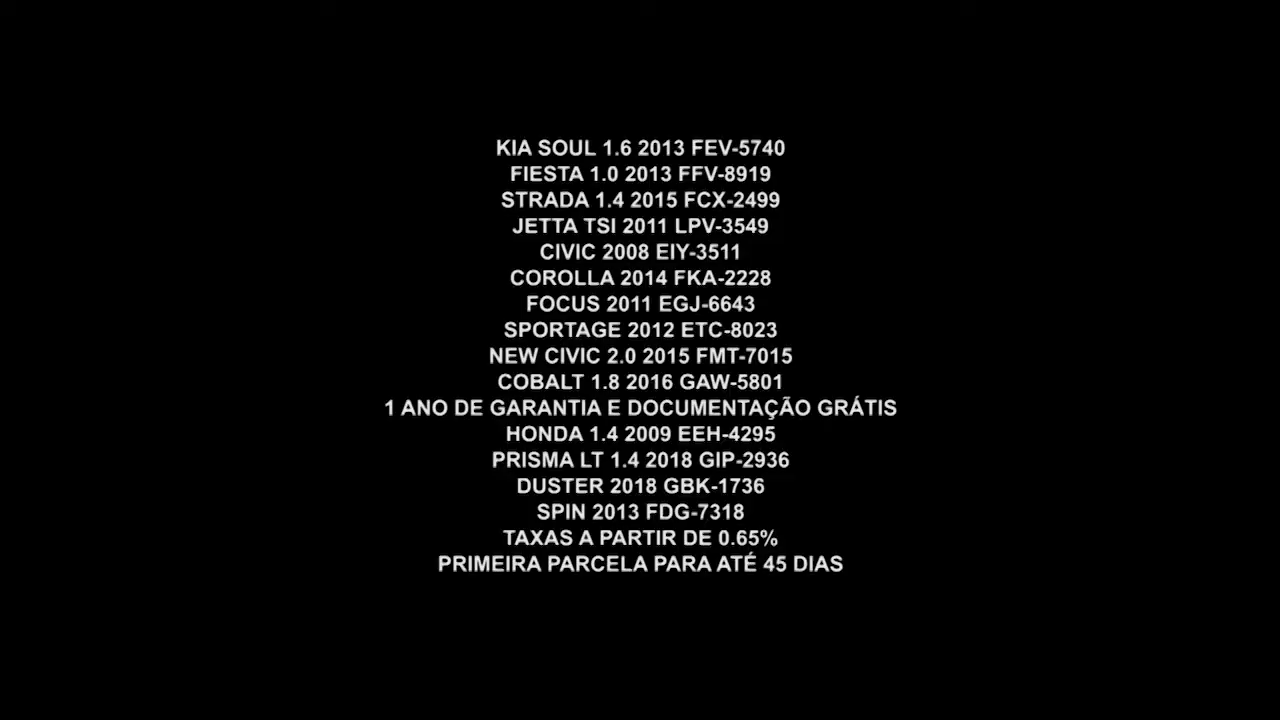 KIA SOUL 1.6 2013 FEV-5740
FIESTA 1.0 2013 FFV-8919
STRADA 1.4 2015 FCX-2499
JETTA TSI 2011 LPV-3549
CIVIC 2008 EIY-3511
COROLLA 2014 FKA-2228
FOCUS 2011 EGJ-6643
SPORTAGE 2012 ETC-8023
NEW CIVIC 2.0 2015 FMT-7015
COBALT 1.8 2016 GAW-5801
1 ANO DE GARANTIA E DOCUMENTAÇÃO GRÁTIS
HONDA 1.4 2009 EEH-4295
PRISMA LT 1.4 2018 GIP-2936
DUSTER 2018 GBK-1736
SPIN 2013 FDG-7318
TAXAS A PARTIR DE 0.65%
PRIMEIRA PARCELA PARA ATÉ 45 DIAS